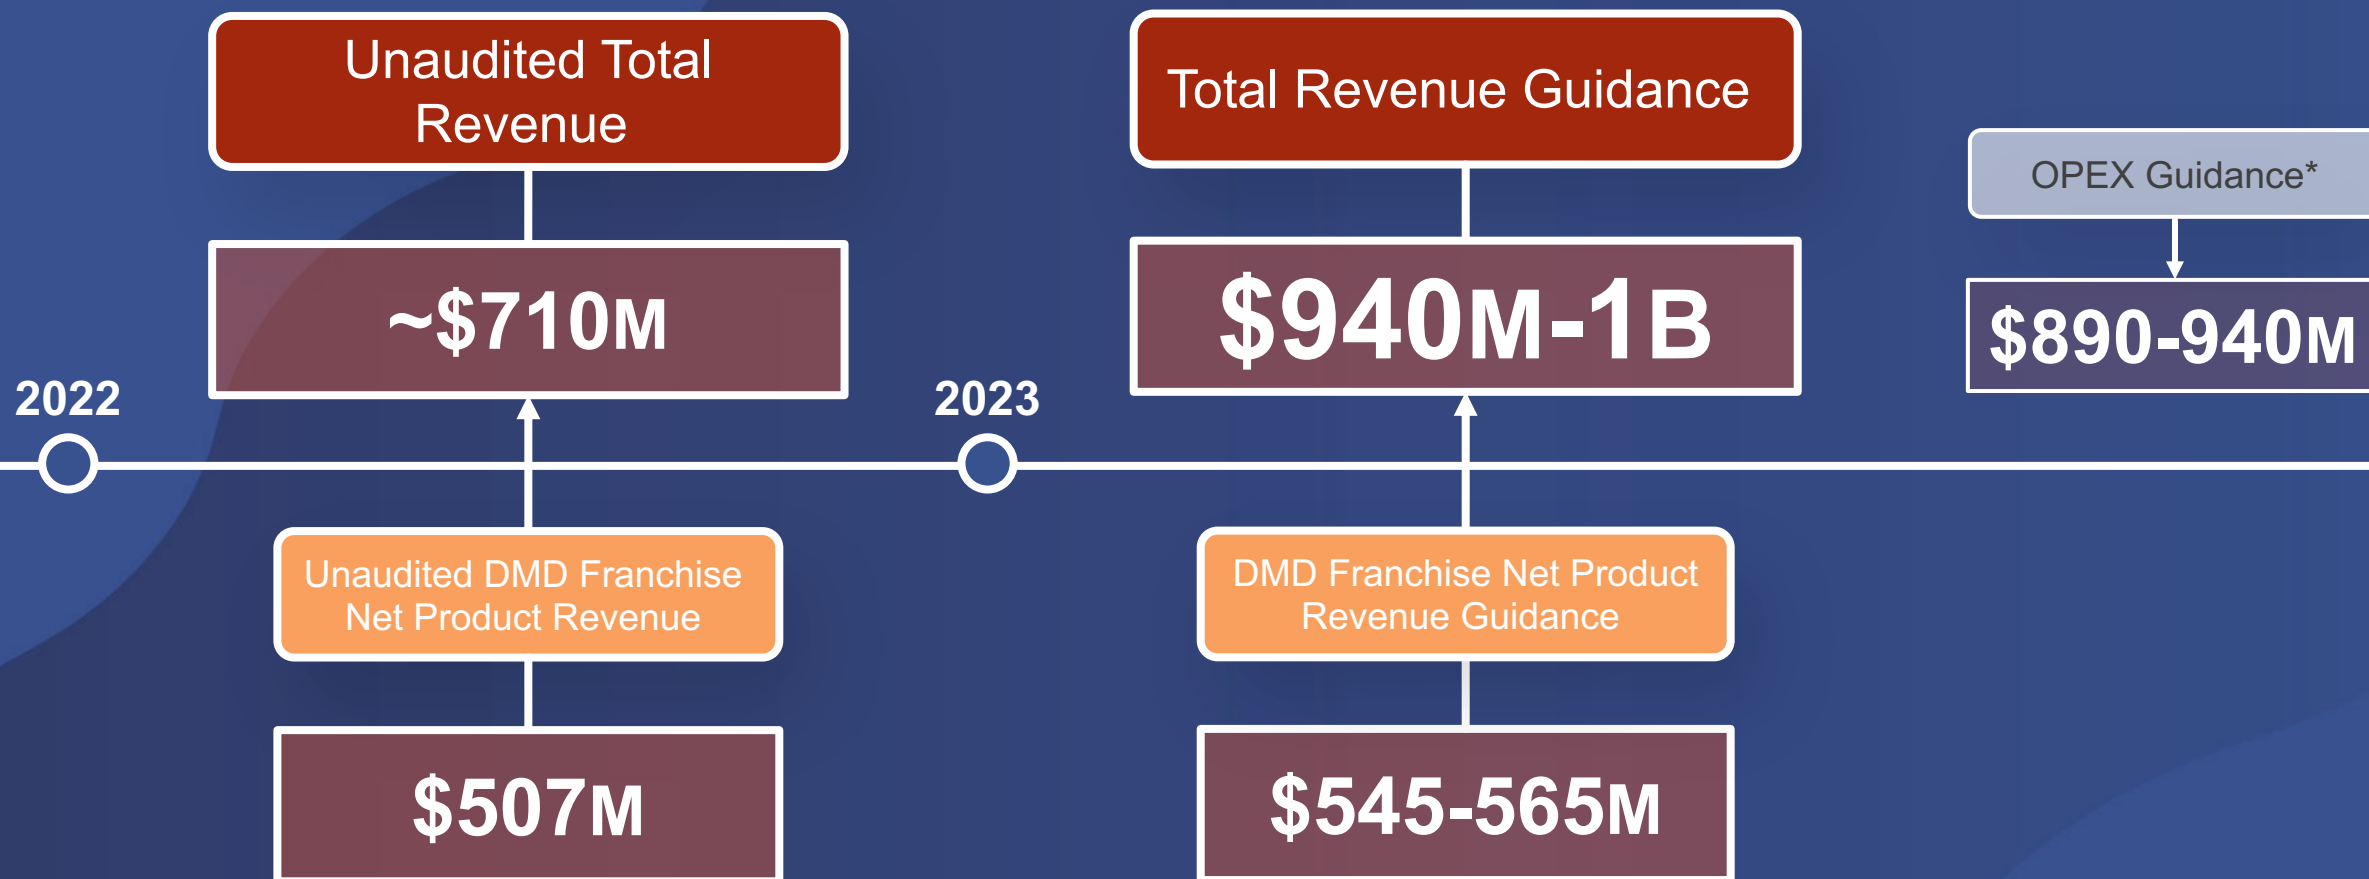 Unaudited Total
Revenue
~$710M
2022
Unaudited DMD Franchise
Net Product Revenue
$507M
Total Revenue Guidance
$940M-1B
2023
DMD Franchise Net Product
Revenue Guidance
$545-565M
OPEX Guidance*
$890-940M